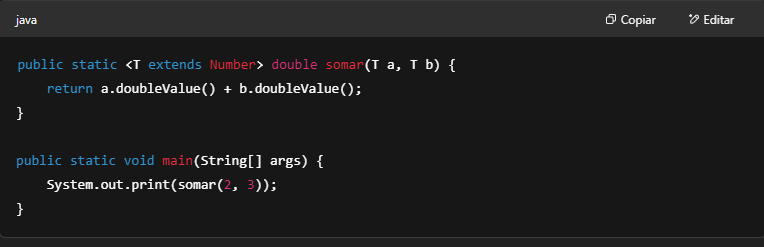 java
Copiar
Editar
public static <T extends Number> double somar(T a, T b) {
    return a.doubleValue() + b.doubleValue();
}
public static void main(String[] args) {
    System.out.print(somar(2, 3));
}